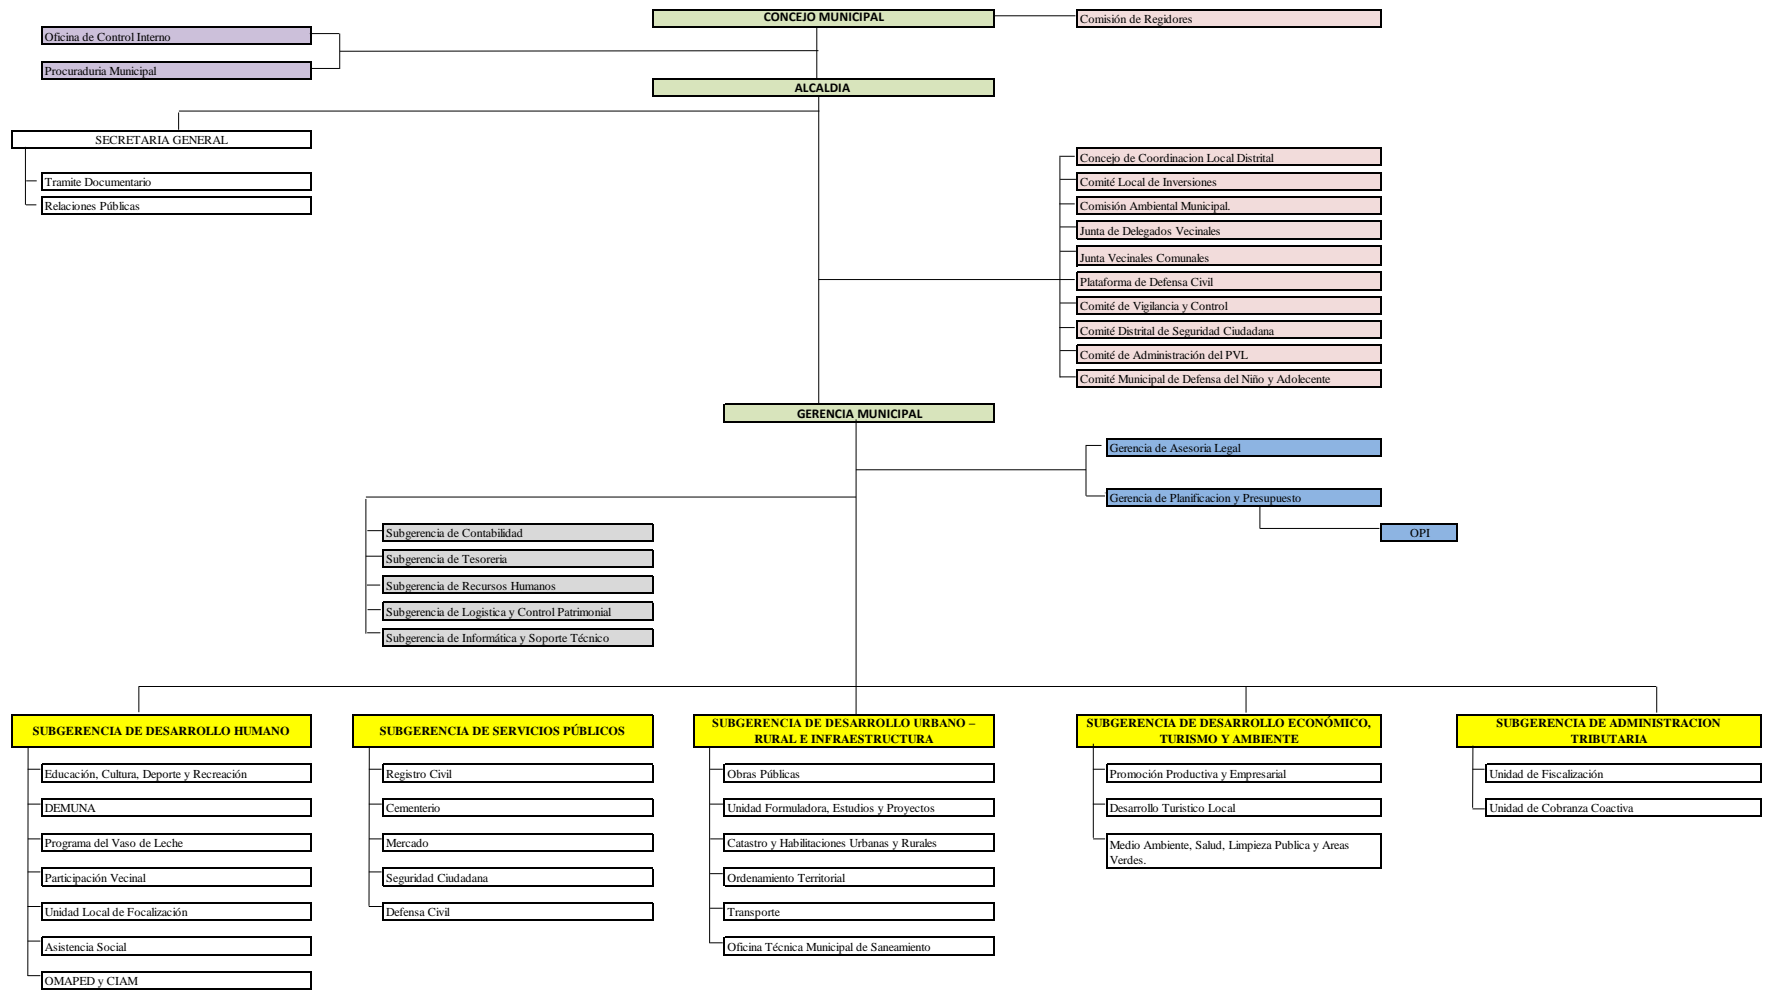 CONCEJO MUNICIPAL
Comisión de Regidores
Oficina de Control Interno
Procuraduria Municipal
ALCALDIA
SECRETARIA GENERAL
Tramite Documentario
Relaciones Públicas
Concejo de Coordinacion Local Distrital
Comité Local de Inversiones
Comisión Ambiental Municipal.
Junta de Delegados Vecinales
Junta Vecinales Comunales
Plataforma de Defensa Civil
Comité de Vigilancia y Control
Comité Distrital de Seguridad Ciudadana
Comité de Administración del PVL
Comité Municipal de Defensa del Niño y Adolecente
GERENCIA MUNICIPAL
Gerencia de Asesoria Legal
Gerencia de Planificacion y Presupuesto
OPI
Subgerencia de Contabilidad
Subgerencia de Tesoreria
Subgerencia de Recursos Humanos
Subgerencia de Logistica y Control Patrimonial
Subgerencia de Informática y Soporte Técnico
SUBGERENCIA DE DESARROLLO HUMANO
Educación, Cultura, Deporte y Recreación
DEMUNA
Programa del Vaso de Leche
Participación Vecinal
Unidad Local de Focalización
Asistencia Social
OMAPED y CIAM
SUBGERENCIA DE SERVICIOS PÚBLICOS
Registro Civil
Cementerio
Mercado
Seguridad Ciudadana
Defensa Civil
SUBGERENCIA DE DESARROLLO URBANO –
RURAL E INFRAESTRUCTURA
Obras Públicas
Unidad Formuladora, Estudios y Proyectos
Catastro y Habilitaciones Urbanas y Rurales
Ordenamiento Territorial
Transporte
Oficina Técnica Municipal de Saneamiento
SUBGERENCIA DE DESARROLLO ECONÓMICO,
TURISMO Y AMBIENTE
Promoción Productiva y Empresarial
Desarrollo Turistico Local
Medio Ambiente, Salud, Limpieza Publica y Areas
Verdes.
SUBGERENCIA DE ADMINISTRACION
TRIBUTARIA
Unidad de Fiscalización
Unidad de Cobranza Coactiva